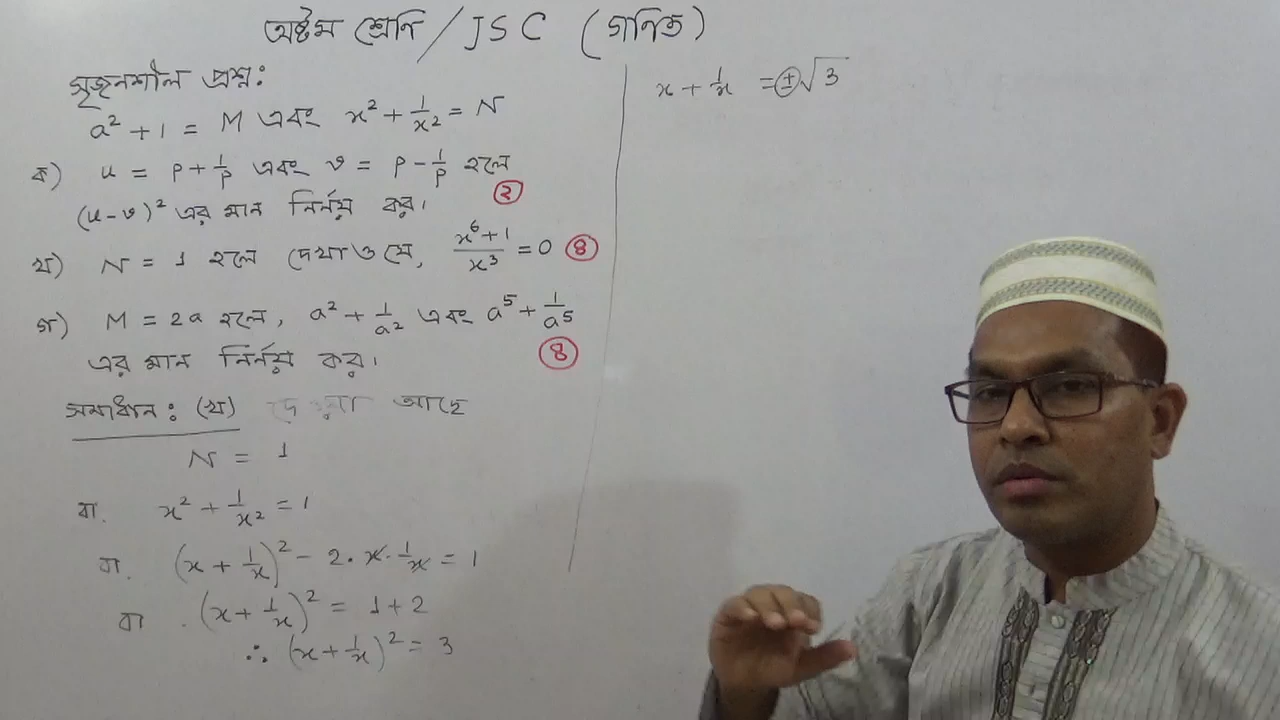 অষ্টম শ্রেনি / JSC (গনিত)
সৃজনশীল প্রশ্ন:
a² + 1 = M এবং x² + 1/x² = N
ক) u = p + 1/p এবং v = p - 1/p হলে
(u - v)² এর মান নির্নয় কর। ২
খ) N = 1 হলে দেখাও যে, (x⁶ + 1)/x³ = 0 ৪
গ) M = 2a হলে, a² + 1/a² এবং a⁵ + 1/a⁵
এর মান নির্নয় কর। ৪
সমাধান: (খ) দেওয়া আছে
N = 1
বা. x² + 1/x² = 1
বা. (x + 1/x)² - 2 · x · 1/x = 1
বা . (x + 1/x)² = 1 + 2
∴ (x + 1/x)² = 3
x + 1/x = ±√3